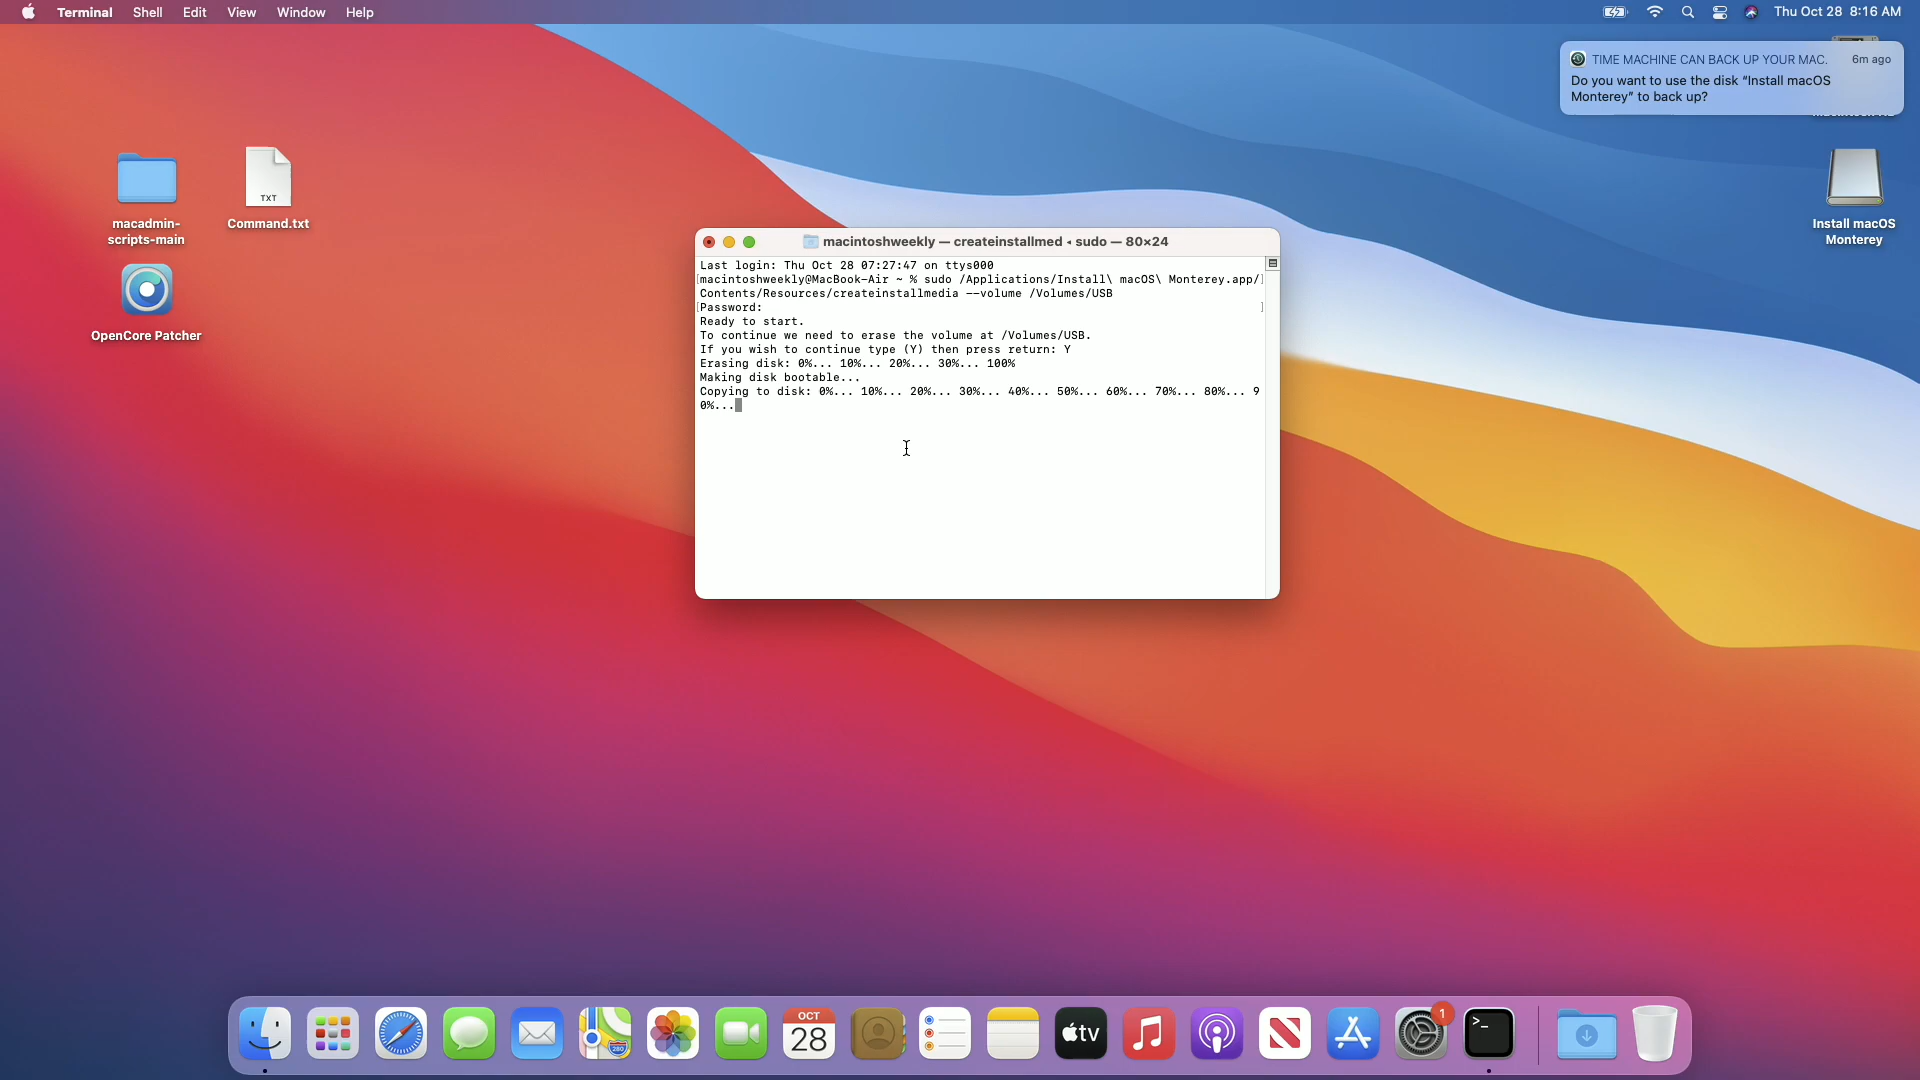 Terminal Shell Edit View Window Help
Thu Oct 28 8:16 AM
TIME MACHINE CAN BACK UP YOUR MAC. 6m ago
Do you want to use the disk “Install macOS
Monterey” to back up?
macadmin-
scripts-main
TXT
Command.txt
OpenCore Patcher
Install macOS
Monterey
macintoshweekly — createinstallmed ◂ sudo — 80×24
Last login: Thu Oct 28 07:27:47 on ttys000
[macintoshweekly@MacBook-Air ~ % sudo /Applications/Install\ macOS\ Monterey.app/]
Contents/Resources/createinstallmedia --volume /Volumes/USB
[Password: ]
Ready to start.
To continue we need to erase the volume at /Volumes/USB.
If you wish to continue type (Y) then press return: Y
Erasing disk: 0%... 10%... 20%... 30%... 100%
Making disk bootable...
Copying to disk: 0%... 10%... 20%... 30%... 40%... 50%... 60%... 70%... 80%... 9
0%...
280
OCT
28
tv
1
>_